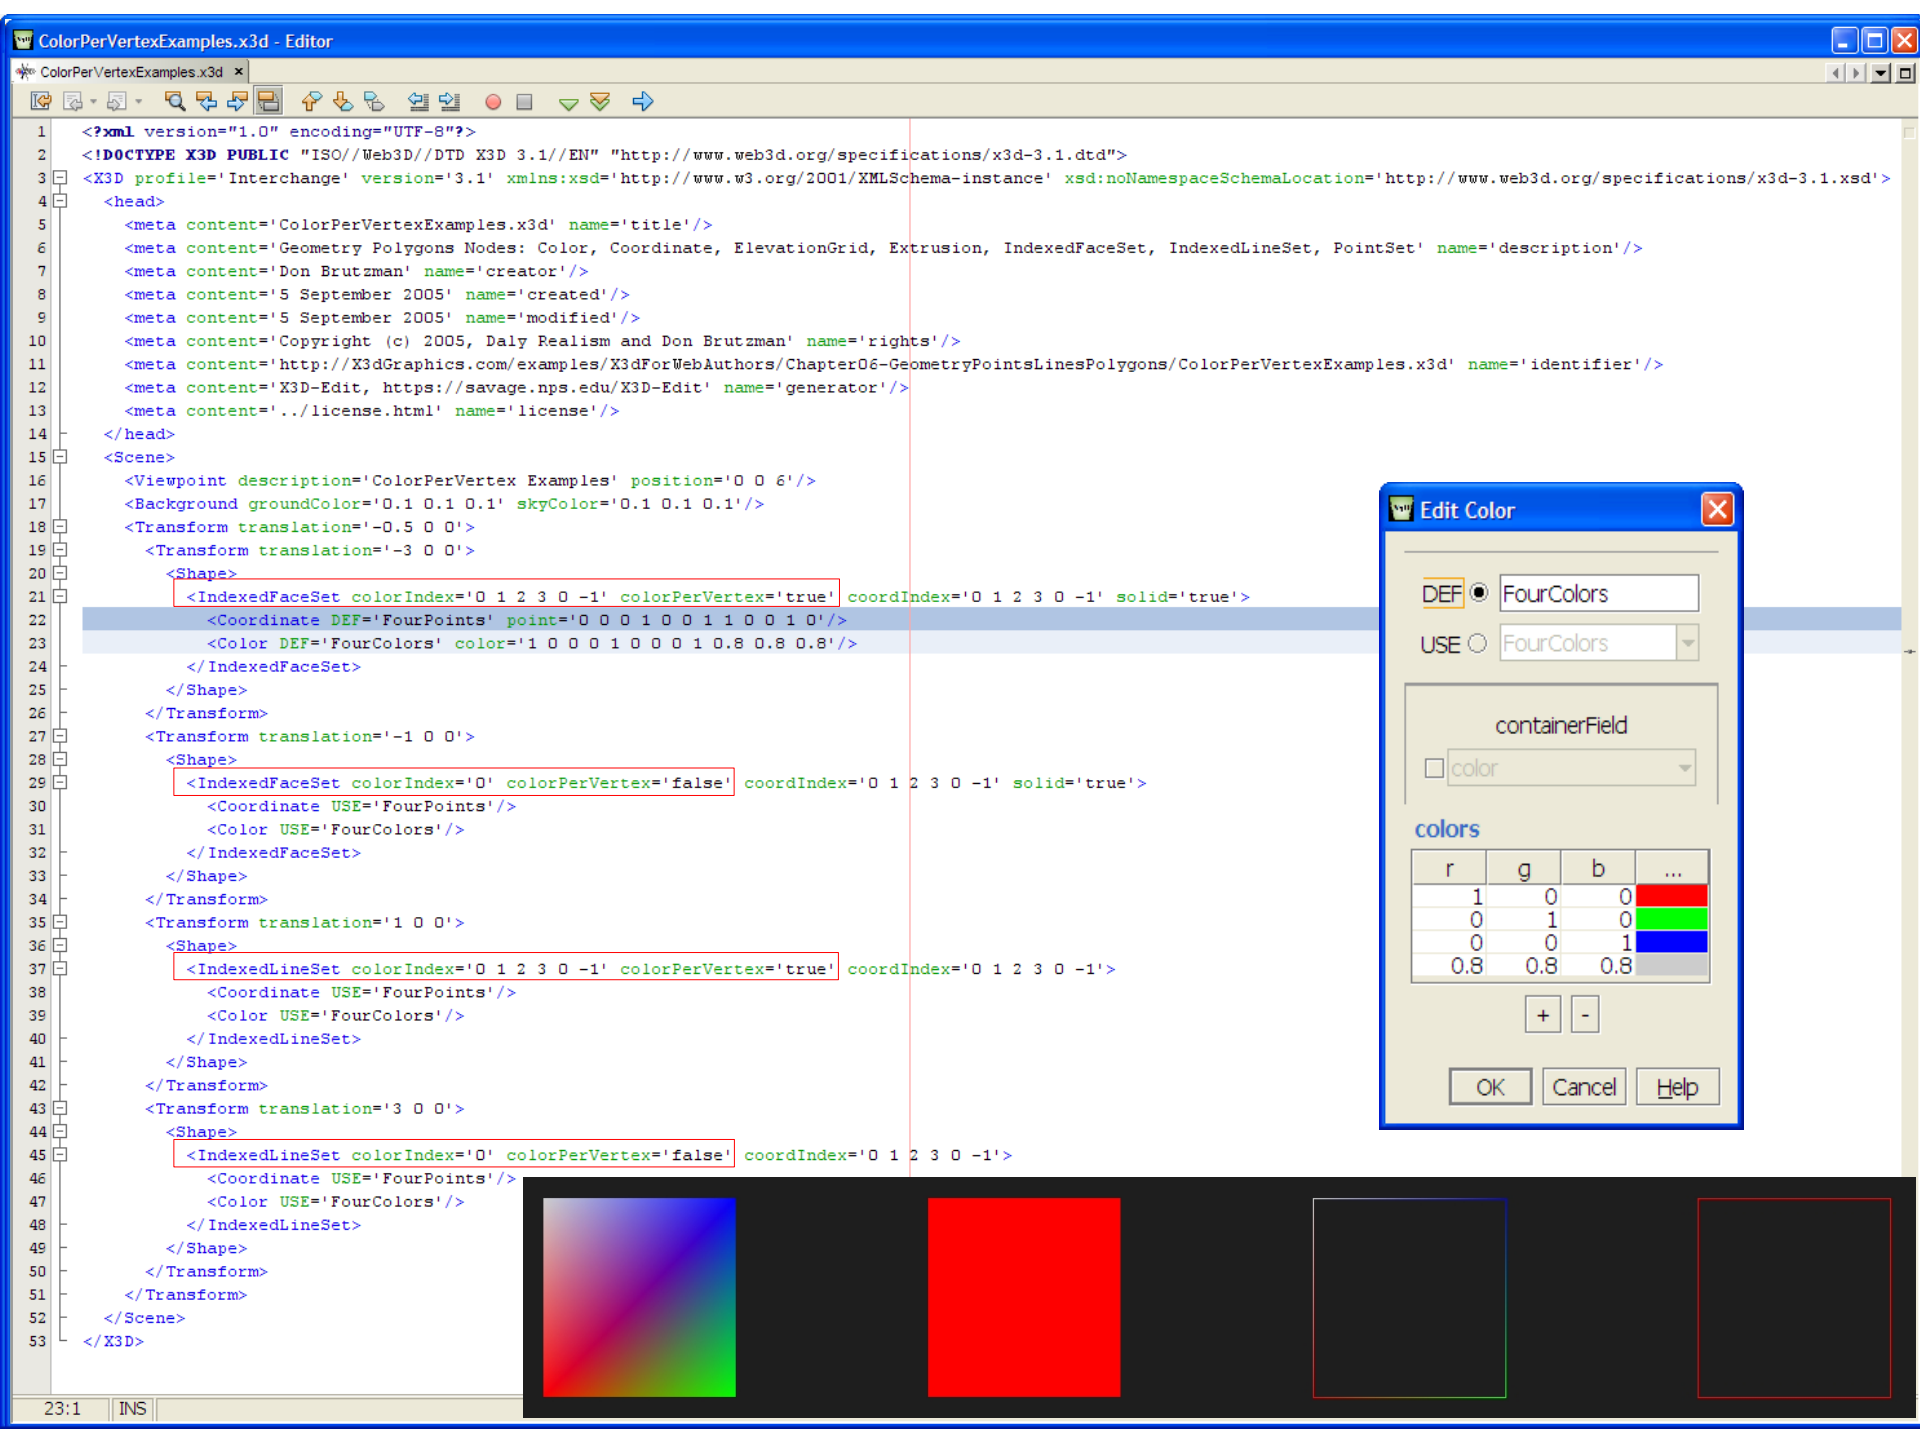 ColorPerVertexExamples.x3d - Editor
ColorPerVertexExamples.x3d ×
1 <?xml version="1.0" encoding="UTF-8"?>
2 <!DOCTYPE X3D PUBLIC "ISO//Web3D//DTD X3D 3.1//EN" "http://www.web3d.org/specifications/x3d-3.1.dtd">
3 <X3D profile='Interchange' version='3.1' xmlns:xsd='http://www.w3.org/2001/XMLSchema-instance' xsd:noNamespaceSchemaLocation='http://www.web3d.org/specifications/x3d-3.1.xsd'>
4 <head>
5 <meta content='ColorPerVertexExamples.x3d' name='title'/>
6 <meta content='Geometry Polygons Nodes: Color, Coordinate, ElevationGrid, Extrusion, IndexedFaceSet, IndexedLineSet, PointSet' name='description'/>
7 <meta content='Don Brutzman' name='creator'/>
8 <meta content='5 September 2005' name='created'/>
9 <meta content='5 September 2005' name='modified'/>
10 <meta content='Copyright (c) 2005, Daly Realism and Don Brutzman' name='rights'/>
11 <meta content='http://X3dGraphics.com/examples/X3dForWebAuthors/Chapter06-GeometryPointsLinesPolygons/ColorPerVertexExamples.x3d' name='identifier'/>
12 <meta content='X3D-Edit, https://savage.nps.edu/X3D-Edit' name='generator'/>
13 <meta content='../license.html' name='license'/>
14 </head>
15 <Scene>
16 <Viewpoint description='ColorPerVertex Examples' position='0 0 6'/>
17 <Background groundColor='0.1 0.1 0.1' skyColor='0.1 0.1 0.1'/>
18 <Transform translation='-0.5 0 0'>
19 <Transform translation='-3 0 0'>
20 <Shape>
21 <IndexedFaceSet colorIndex='0 1 2 3 0 -1' colorPerVertex='true' coordIndex='0 1 2 3 0 -1' solid='true'>
22 <Coordinate DEF='FourPoints' point='0 0 0 1 0 0 1 1 0 0 1 0'/>
23 <Color DEF='FourColors' color='1 0 0 0 1 0 0 0 1 0.8 0.8 0.8'/>
24 </IndexedFaceSet>
25 </Shape>
26 </Transform>
27 <Transform translation='-1 0 0'>
28 <Shape>
29 <IndexedFaceSet colorIndex='0' colorPerVertex='false' coordIndex='0 1 2 3 0 -1' solid='true'>
30 <Coordinate USE='FourPoints'/>
31 <Color USE='FourColors'/>
32 </IndexedFaceSet>
33 </Shape>
34 </Transform>
35 <Transform translation='1 0 0'>
36 <Shape>
37 <IndexedLineSet colorIndex='0 1 2 3 0 -1' colorPerVertex='true' coordIndex='0 1 2 3 0 -1'>
38 <Coordinate USE='FourPoints'/>
39 <Color USE='FourColors'/>
40 </IndexedLineSet>
41 </Shape>
42 </Transform>
43 <Transform translation='3 0 0'>
44 <Shape>
45 <IndexedLineSet colorIndex='0' colorPerVertex='false' coordIndex='0 1 2 3 0 -1'>
46 <Coordinate USE='FourPoints'/>
47 <Color USE='FourColors'/>
48 </IndexedLineSet>
49 </Shape>
50 </Transform>
51 </Transform>
52 </Scene>
53 </X3D>
23:1 INS
Edit Color
DEF FourColors
USE FourColors
containerField
color
colors
r g b ...
1 0 0
0 1 0
0 0 1
0.8 0.8 0.8
+ -
OK Cancel Help